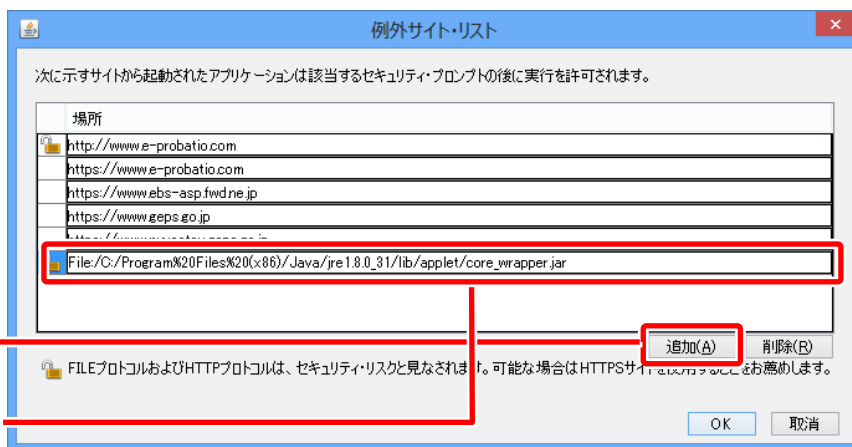 例外サイト・リスト
次に示すサイトから起動されたアプリケーションは該当するセキュリティ・プロンプトの後に実行を許可されます。
場所
http://www.e-probatio.com
https://www.e-probatio.com
https://www.ebs-asp.fwd.ne.jp
https://www.geps.go.jp
File:/C:/Program%20Files%20(x86)/Java/jre1.8.0_31/lib/applet/core_wrapper.jar
追加(A) 削除(R)
FILEプロトコルおよびHTTPプロトコルは、セキュリティ・リスクと見なされます。可能な場合はHTTPSサイトを使用することをお薦めします。
OK 取消